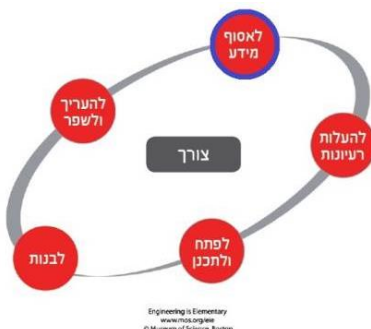 לאסוף
מידע
להעלות
רעיונות
לפתח
ולתכנן
לבנות
להעריך
ולשפר
צורך
Engineering is Elementary
www.mos.org/eie
© Museum of Science, Boston